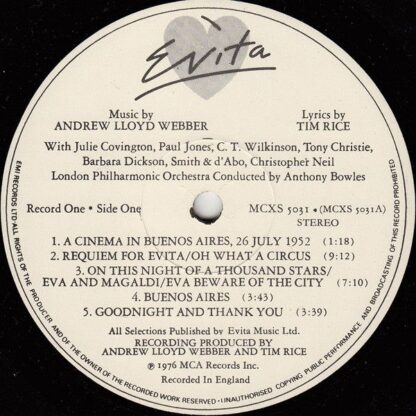 Evita
Music by Lyrics by
ANDREW LLOYD WEBBER TIM RICE
With Julie Covington, Paul Jones, C. T. Wilkinson, Tony Christie,
Barbara Dickson, Smith & d'Abo, Christopher Neil
London Philharmonic Orchestra Conducted by Anthony Bowles
Record One • Side One MCXS 5031 • (MCXS 5031A)
STEREO
1. A CINEMA IN BUENOS AIRES, 26 JULY 1952 (1:18)
2. REQUIEM FOR EVITA/OH WHAT A CIRCUS (9:12)
3. ON THIS NIGHT OF A THOUSAND STARS/
EVA AND MAGALDI/EVA BEWARE OF THE CITY (7:10)
4. BUENOS AIRES (3:43)
5. GOODNIGHT AND THANK YOU (3:39)
All Selections Published by Evita Music Ltd.
RECORDING PRODUCED BY
ANDREW LLOYD WEBBER AND TIM RICE
℗ 1976 MCA Records Inc.
Recorded In England
EMI RECORDS LTD • ALL RIGHTS OF THE PRODUCER AND OF THE OWNER OF THE RECORDED WORK RESERVED • UNAUTHORISED COPYING PUBLIC PERFORMANCE AND BROADCASTING OF THIS RECORD PROHIBITED